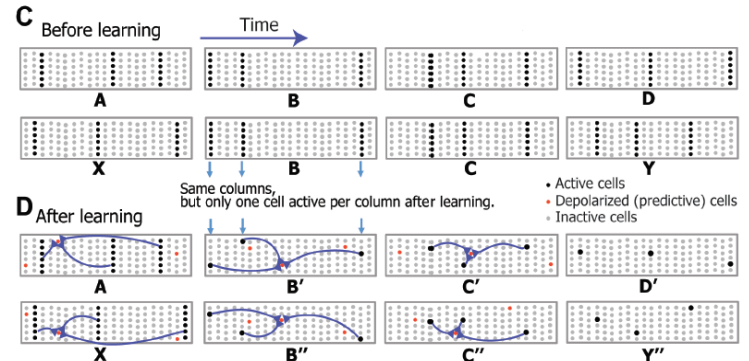 C
Before learning
Time
A
B
C
D
X
B
C
Y
Same columns,
but only one cell active per column after learning.
Active cells
Depolarized (predictive) cells
Inactive cells
D
After learning
A
B′
C′
D′
X
B′′
C′′
Y′′